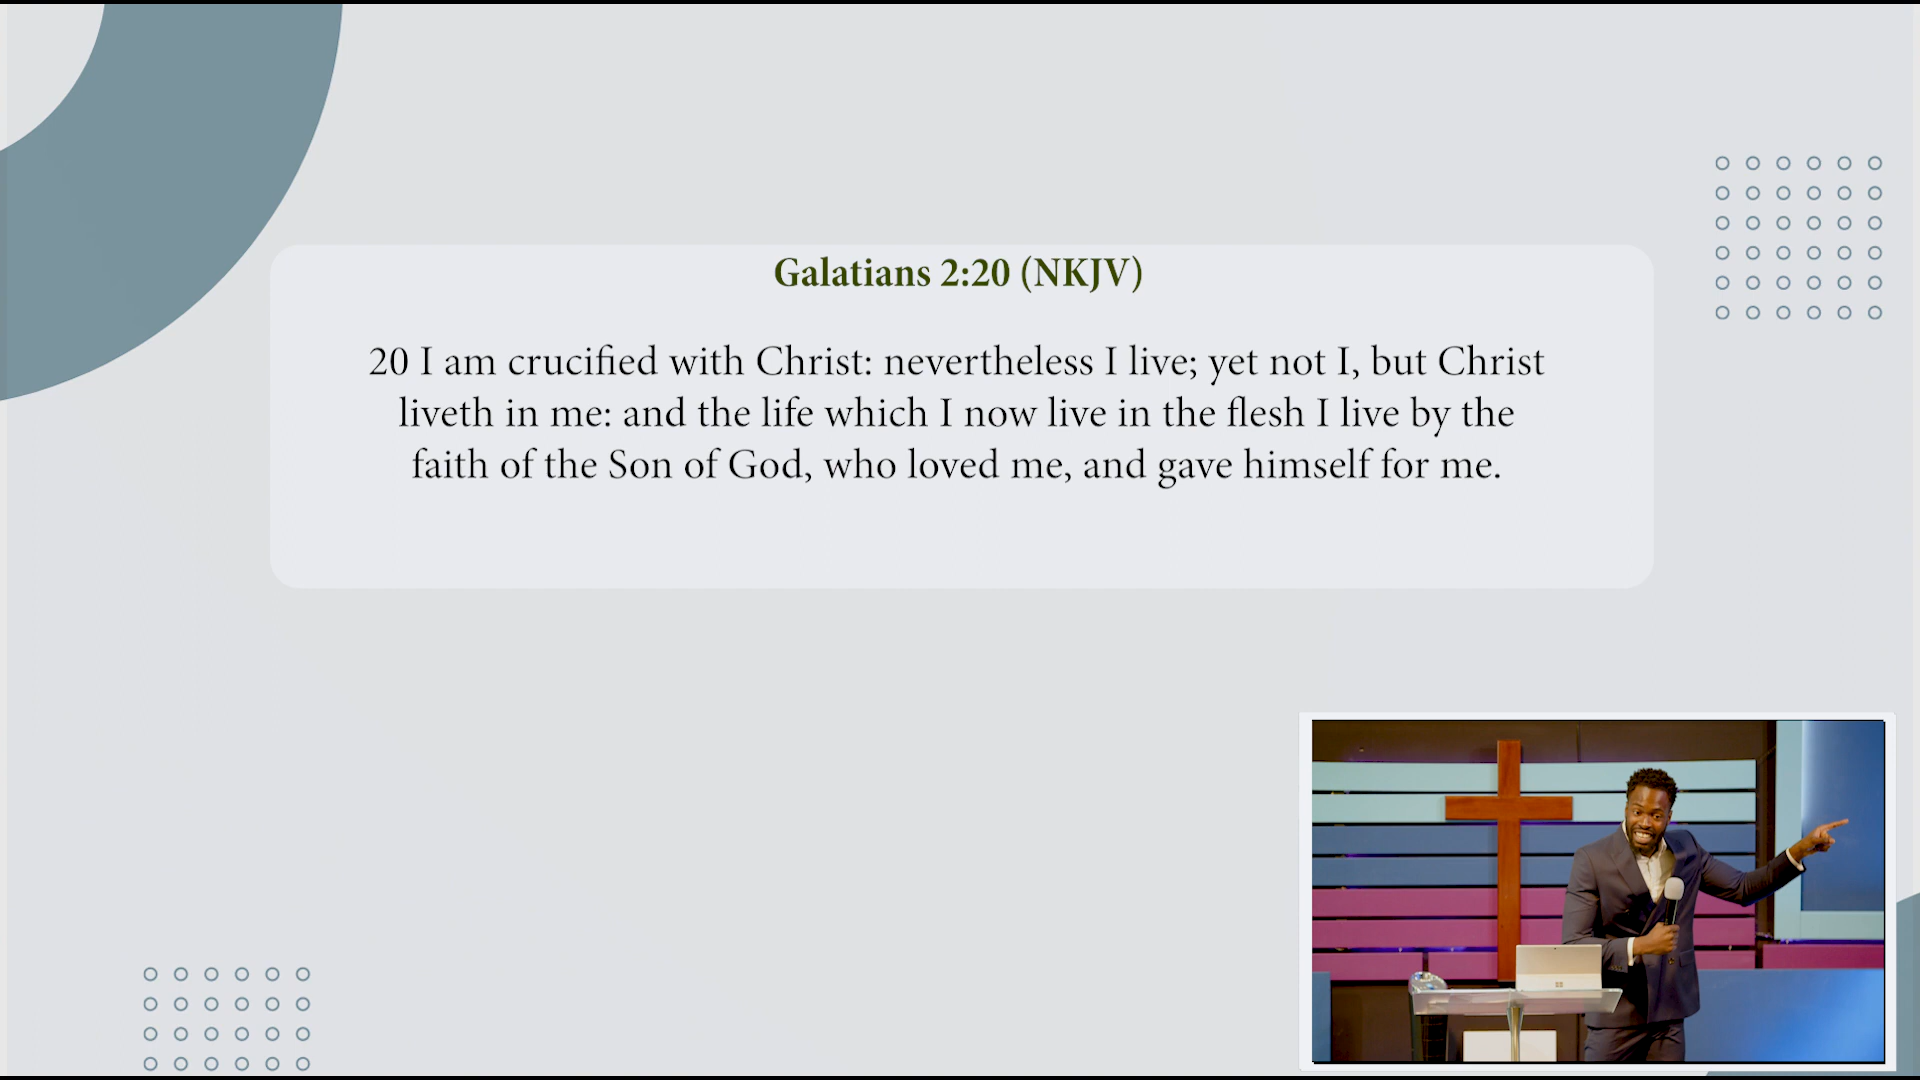 Galatians 2:20 (NKJV)
20 I am crucified with Christ: nevertheless I live; yet not I, but Christ
liveth in me: and the life which I now live in the flesh I live by the
faith of the Son of God, who loved me, and gave himself for me.